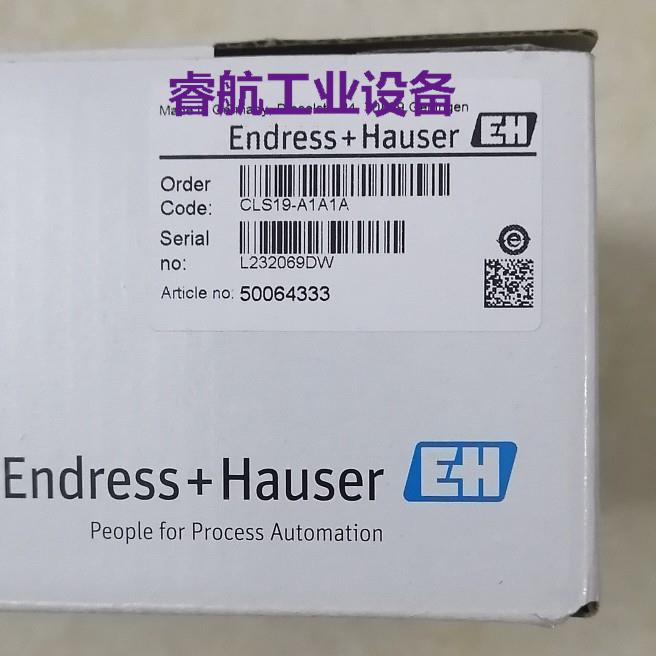 睿航工业设备
Endress+Hauser EH
Order
Code:
CLS19-A1A1A
Serial
no:
L232069DW
Article no: 50064333
Endress+Hauser EH
People for Process Automation